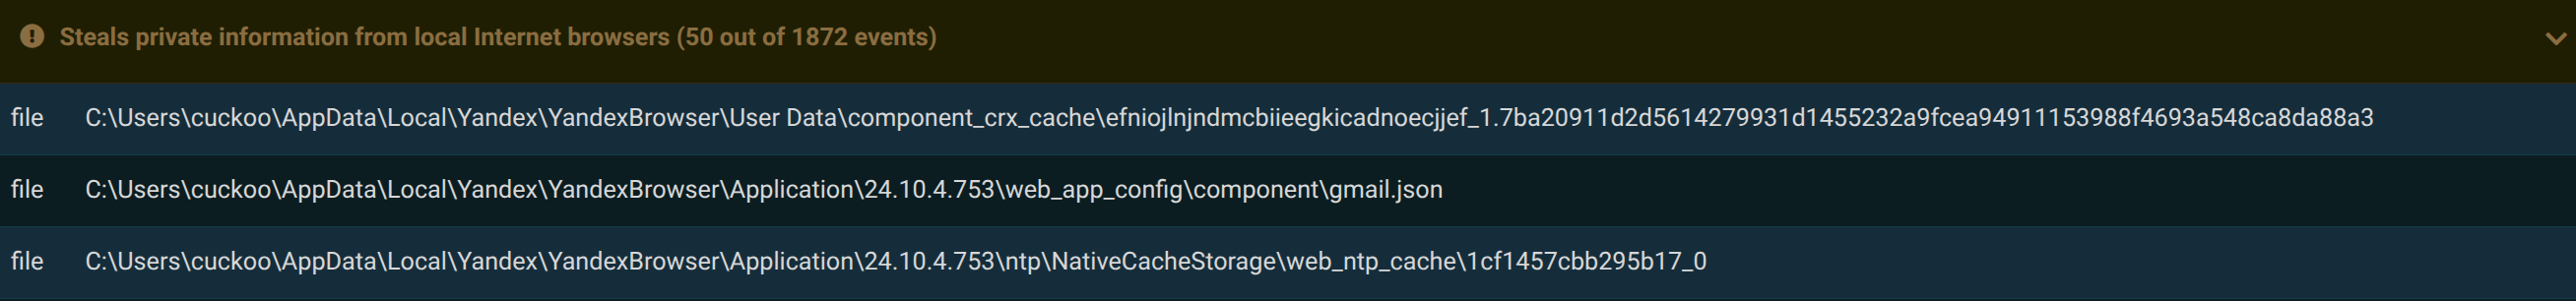 Steals private information from local Internet browsers (50 out of 1872 events)
file C:\Users\cuckoo\AppData\Local\Yandex\YandexBrowser\User Data\component_crx_cache\efniojlnjndmcbiieegkicadnoecjjef_1.7ba20911d2d5614279931d1455232a9fcea94911153988f4693a548ca8da88a3
file C:\Users\cuckoo\AppData\Local\Yandex\YandexBrowser\Application\24.10.4.753\web_app_config\component\gmail.json
file C:\Users\cuckoo\AppData\Local\Yandex\YandexBrowser\Application\24.10.4.753\ntp\NativeCacheStorage\web_ntp_cache\1cf1457cbb295b17_0